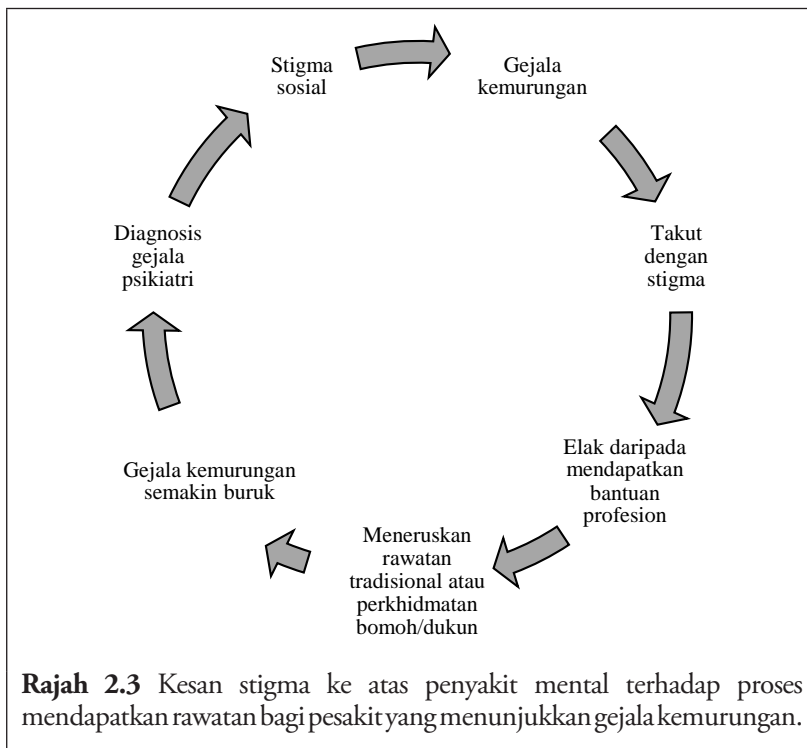 Stigma
sosial
Gejala
kemurungan
Takut
dengan
stigma
Elak daripada
mendapatkan
bantuan
profesion
Meneruskan
rawatan
tradisional atau
perkhidmatan
bomoh/dukun
Gejala kemurungan
semakin buruk
Diagnosis
gejala
psikiatri
Rajah 2.3 Kesan stigma ke atas penyakit mental terhadap proses
mendapatkan rawatan bagi pesakit yang menunjukkan gejala kemurungan.